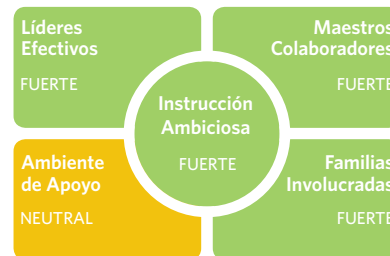 Líderes
Efectivos
FUERTE
Maestros
Colaboradores
FUERTE
Instrucción
Ambiciosa
FUERTE
Ambiente
de Apoyo
NEUTRAL
Familias
Involucradas
FUERTE